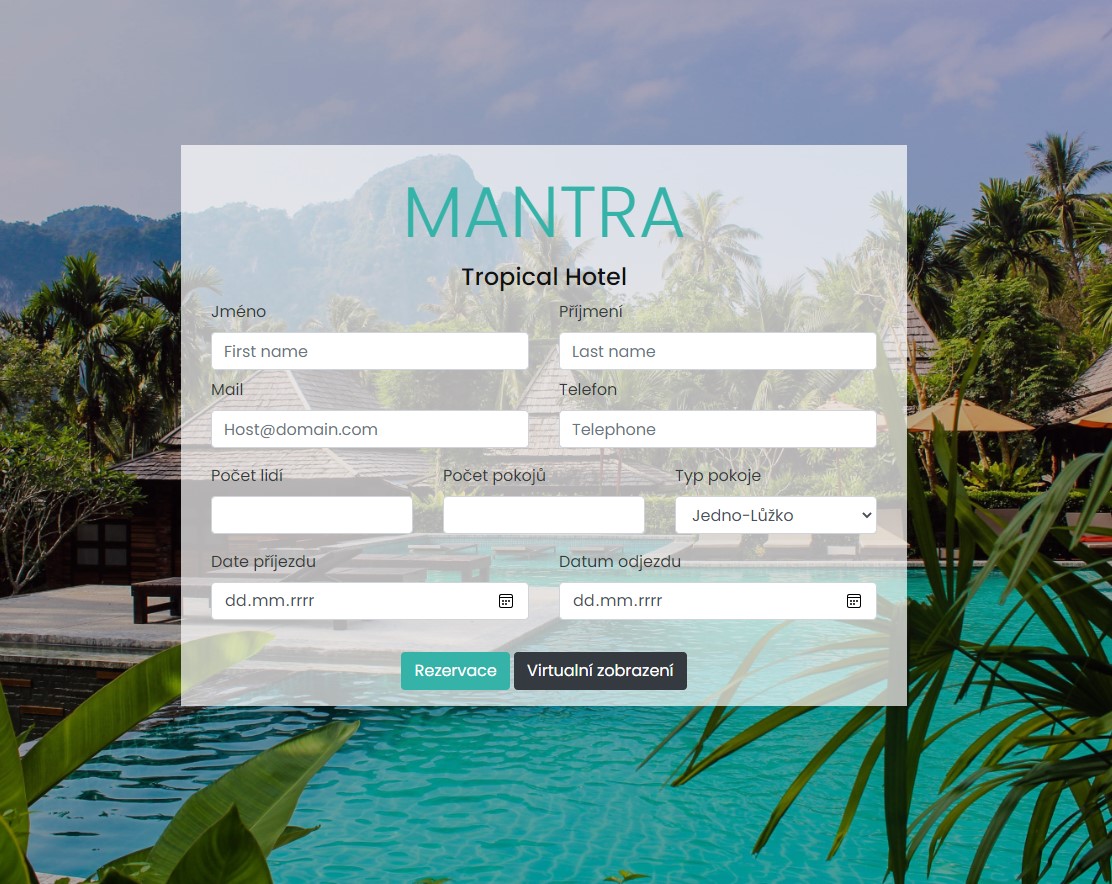 MANTRA
Tropical Hotel
Jméno Příjmení
First name Last name
Mail Telefon
Host@domain.com Telephone
Počet lidí Počet pokojů Typ pokoje
Jedno-Lůžko
Date příjezdu Datum odjezdu
dd.mm.rrrr dd.mm.rrrr
Rezervace Virtualní zobrazení